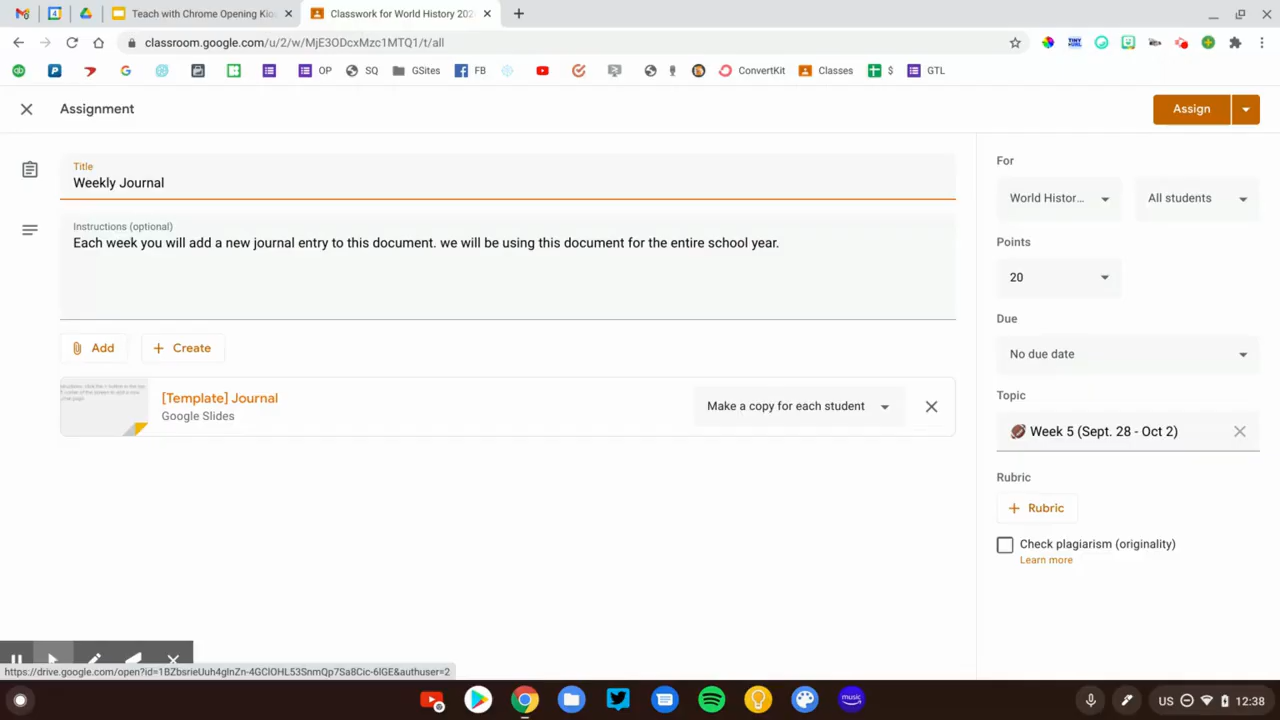 Teach with Chrome Opening Kios
Classwork for World History 202
classroom.google.com/u/2/w/MjE3ODcxMzc1MTQ1/t/all
OP
SQ
GSites
FB
ConvertKit
Classes
$
GTL
Assignment
Assign
Title
Weekly Journal
Instructions (optional)
Each week you will add a new journal entry to this document. we will be using this document for the entire school year.
Add
Create
[Template] Journal
Google Slides
Make a copy for each student
For
World Histor...
All students
Points
20
Due
No due date
Topic
Week 5 (Sept. 28 - Oct 2)
Rubric
Rubric
Check plagiarism (originality)
Learn more
https://drive.google.com/open?id=1BZbsrieUuh4gInZn-4GClOHL53SnmQp7Sa8Cic-6lGE&authuser=2
music
US
12:38